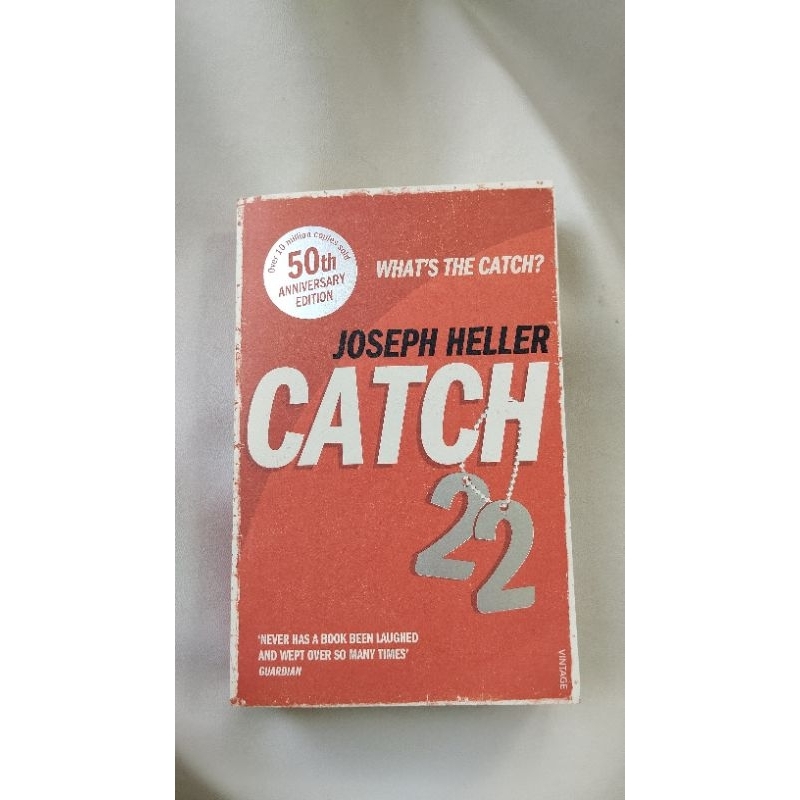 Over 10 million copies sold
50th
ANNIVERSARY
EDITION
WHAT'S THE CATCH?
JOSEPH HELLER
CATCH
22
'NEVER HAS A BOOK BEEN LAUGHED
AND WEPT OVER SO MANY TIMES'
GUARDIAN
VINTAGE